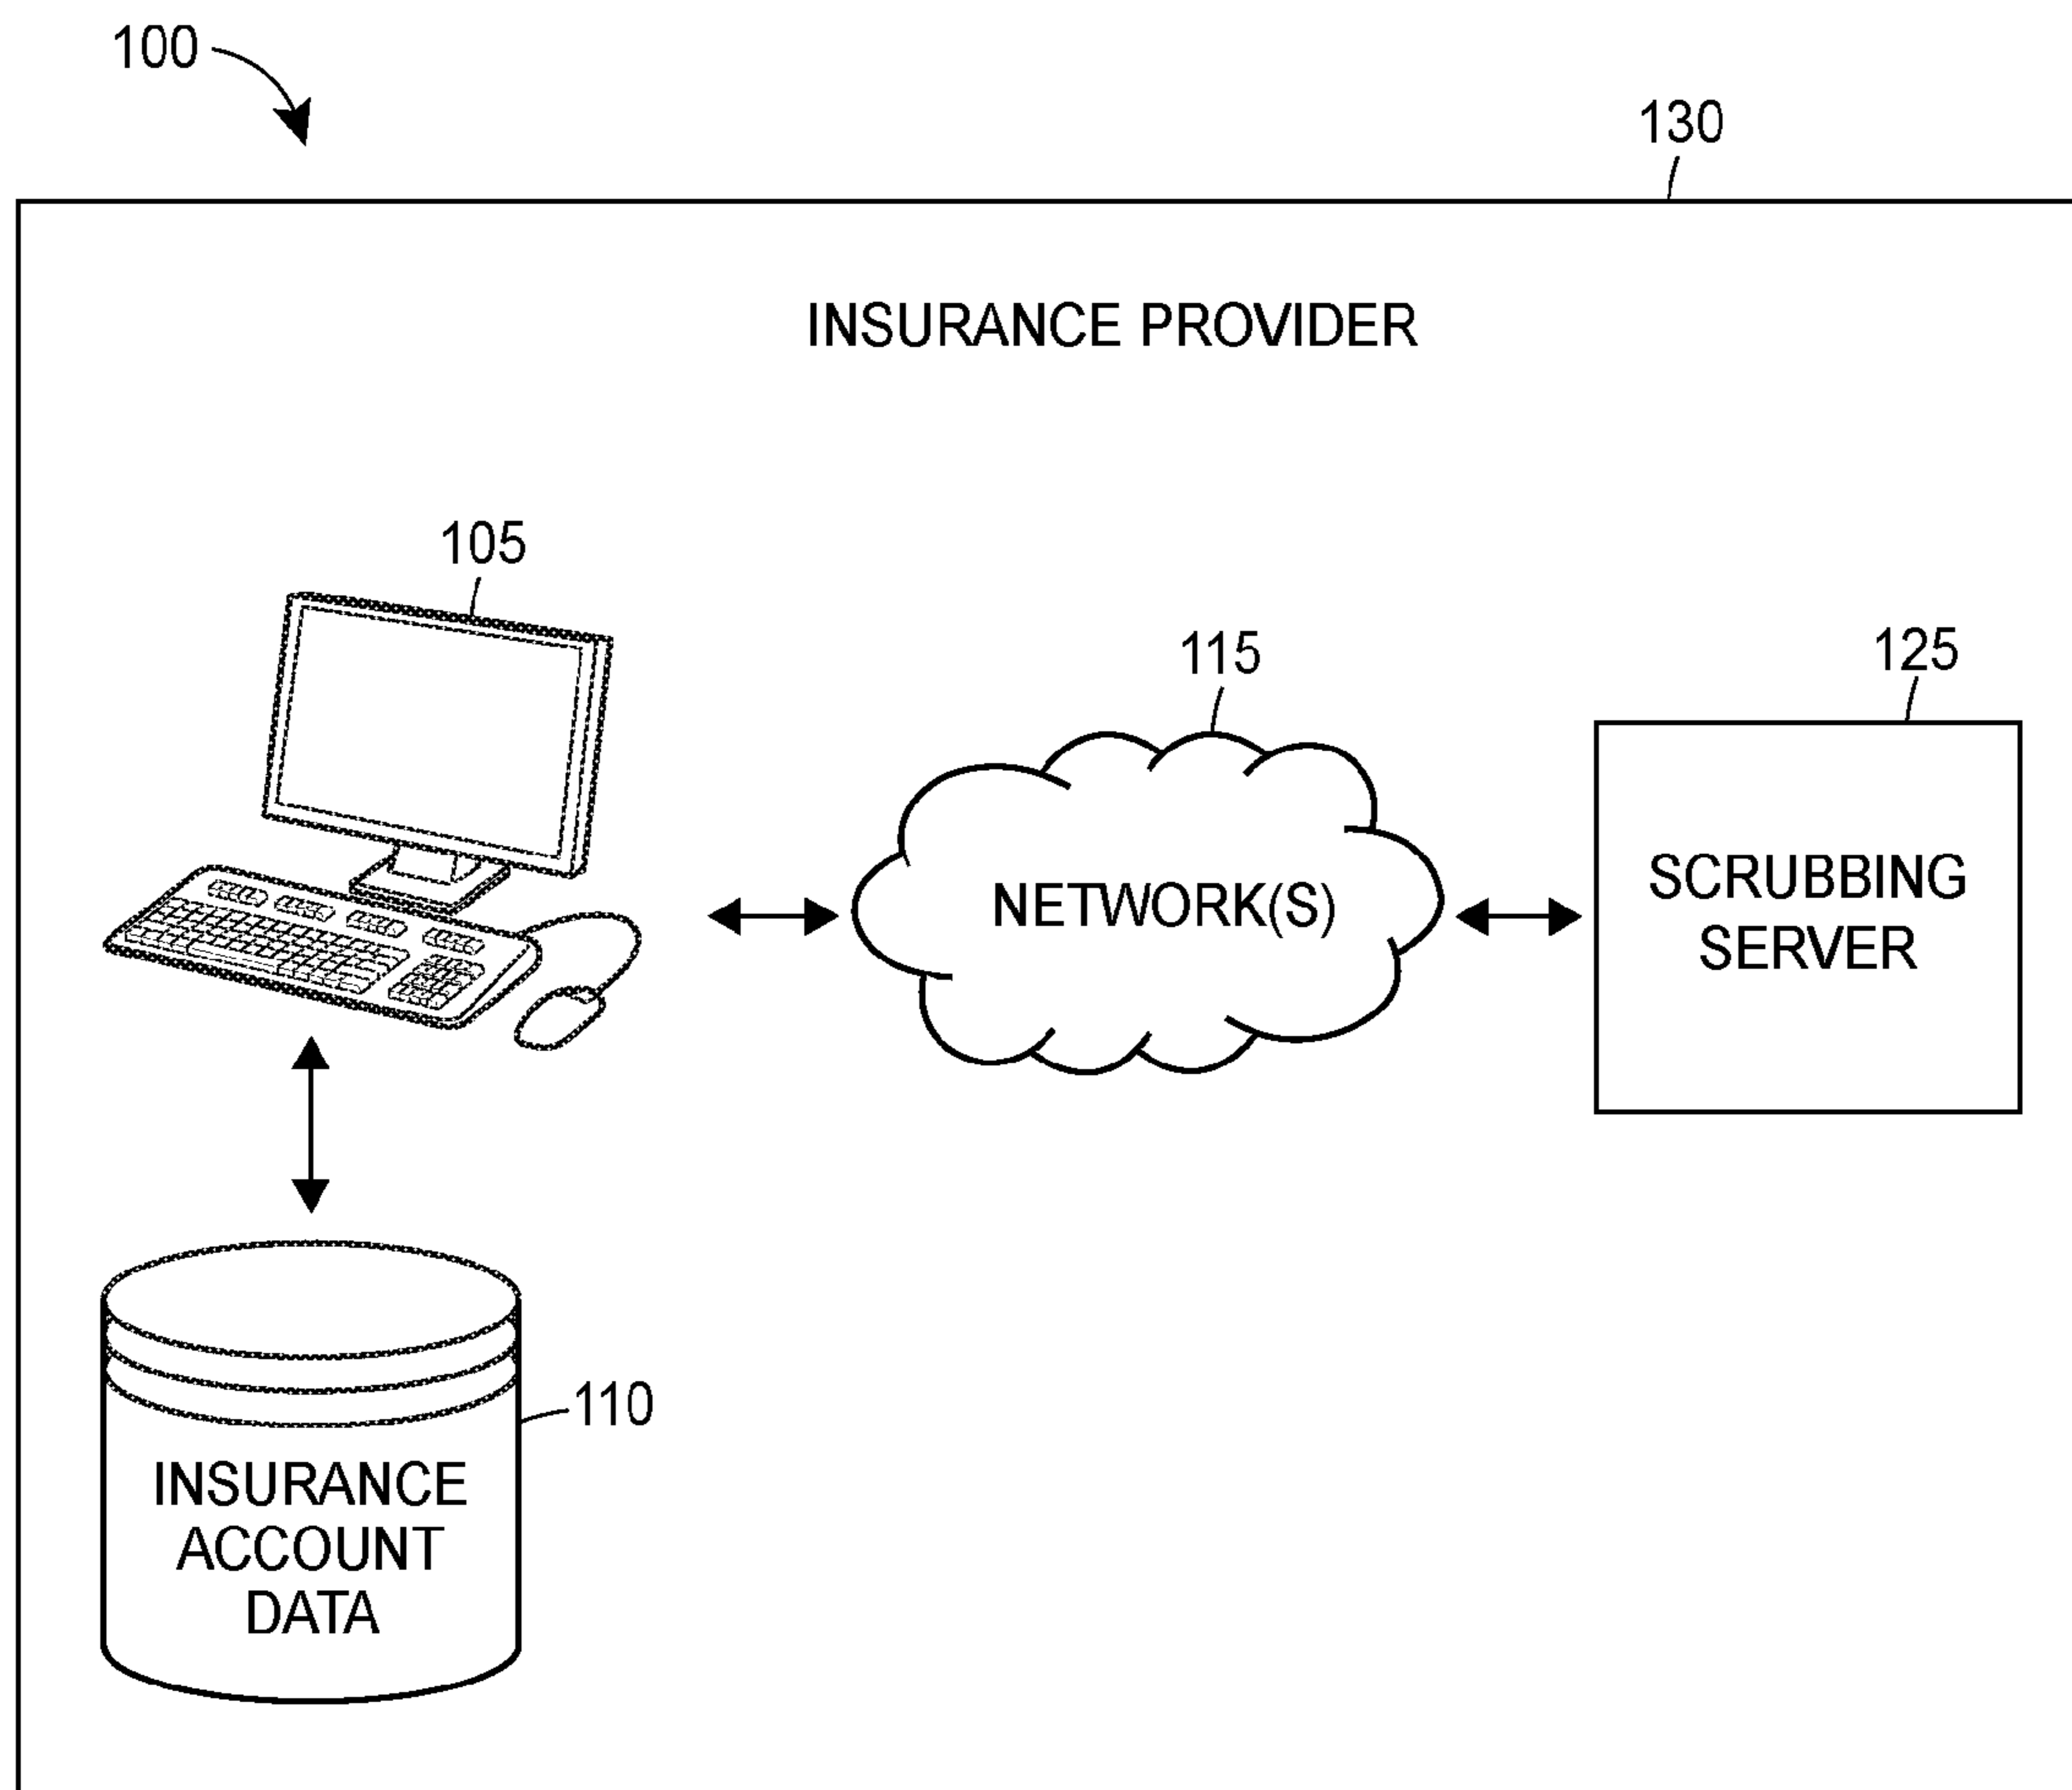 100
130
INSURANCE PROVIDER
105
115
125
NETWORK(S)
SCRUBBING
SERVER
110
INSURANCE
ACCOUNT
DATA